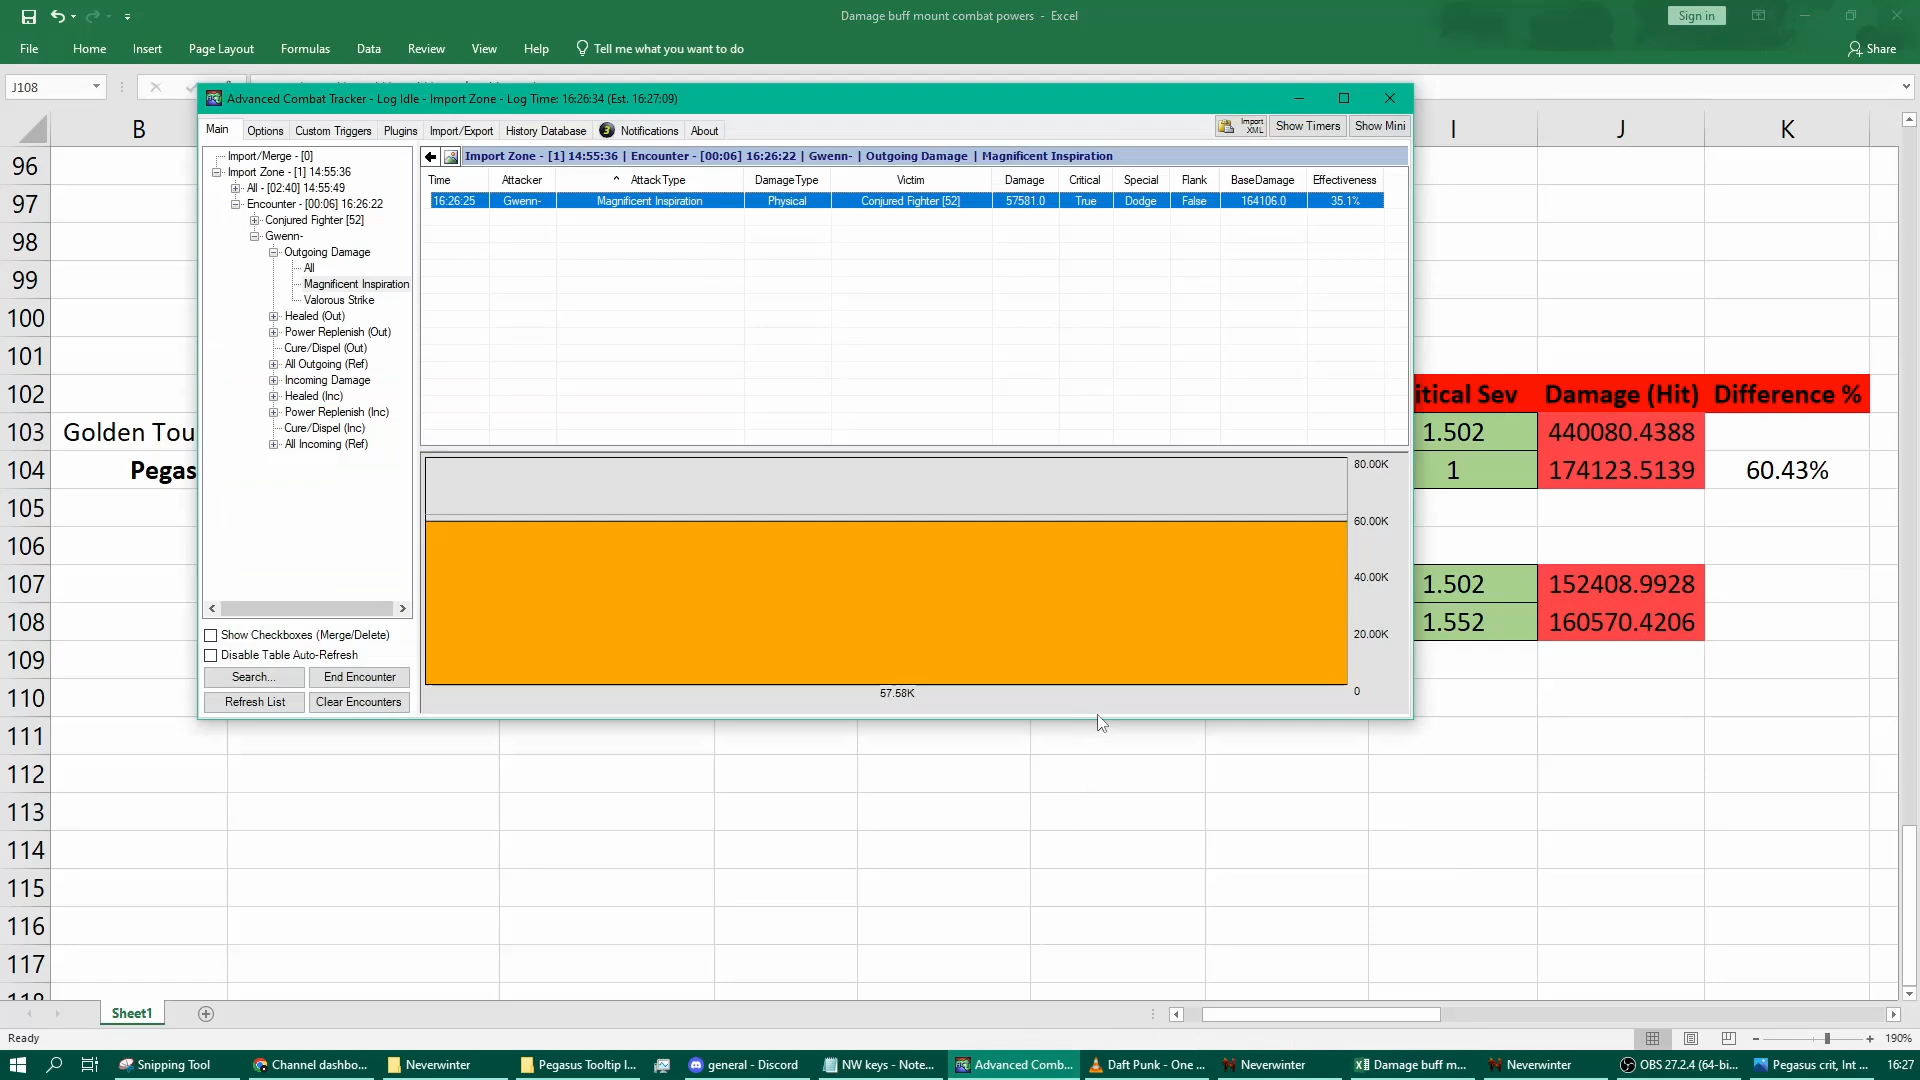 Damage buff mount combat powers - Excel
Sign in
File Home Insert Page Layout Formulas Data Review View Help Tell me what you want to do
Share
J108
Advanced Combat Tracker - Log Idle - Import Zone - Log Time: 16:26:34 (Est. 16:27:09)
Main Options Custom Triggers Plugins Import/Export History Database 3 Notifications About
Import XML Show Timers Show Mini
B I J K
Import/Merge - [0]
Import Zone - [1] 14:55:36
All - [02:40] 14:55:49
Encounter - [00:06] 16:26:22
Conjured Fighter [52]
Gwenn-
Outgoing Damage
All
Magnificent Inspiration
Valorous Strike
Healed (Out)
Power Replenish (Out)
Cure/Dispel (Out)
All Outgoing (Ref)
Incoming Damage
Healed (Inc)
Power Replenish (Inc)
Cure/Dispel (Inc)
All Incoming (Ref)
Show Checkboxes (Merge/Delete)
Disable Table Auto-Refresh
Search... End Encounter
Refresh List Clear Encounters
Import Zone - [1] 14:55:36 | Encounter - [00:06] 16:26:22 | Gwenn- | Outgoing Damage | Magnificent Inspiration
Time Attacker AttackType DamageType Victim Damage Critical Special Flank BaseDamage Effectiveness
16:26:25 Gwenn- Magnificent Inspiration Physical Conjured Fighter [52] 57581.0 True Dodge False 164106.0 35.1%
80.00K
60.00K
40.00K
20.00K
0
57.58K
96
97
98
99
100
101
102 itical Sev Damage (Hit) Difference %
103 Golden Tou 1.502 440080.4388
104 Pegas 1 174123.5139 60.43%
105
106
107 1.502 152408.9928
108 1.552 160570.4206
109
110
111
112
113
114
115
116
117
118
Sheet1
Ready
190%
Snipping Tool Channel dashbo... Neverwinter Pegasus Tooltip I... general - Discord NW keys - Note... Advanced Comb... Daft Punk - One ... Neverwinter Damage buff m... Neverwinter OBS 27.2.4 (64-bi... Pegasus crit, Int ... 16:27